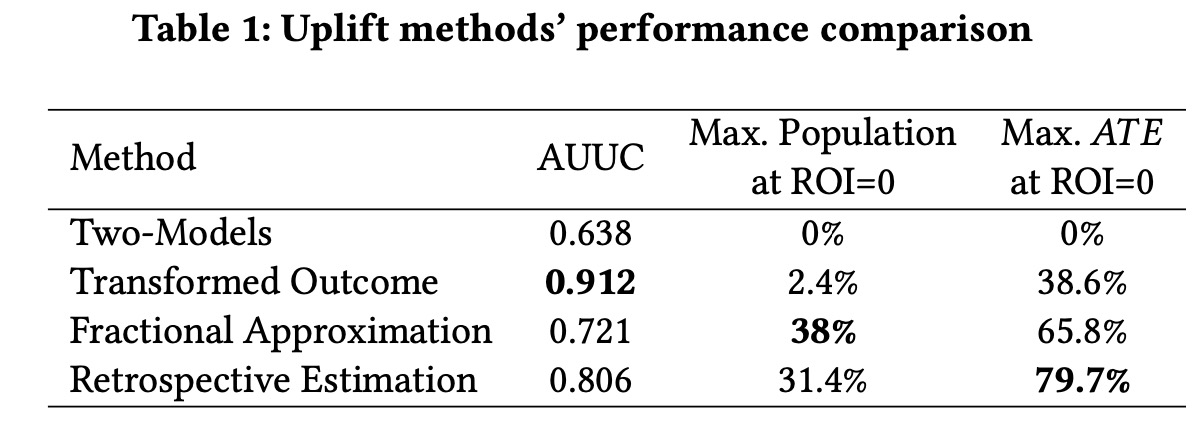 Table 1: Uplift methods’ performance comparison
Method AUUC Max. Population at ROI=0 Max. ATE at ROI=0
Two-Models 0.638 0% 0%
Transformed Outcome 0.912 2.4% 38.6%
Fractional Approximation 0.721 38% 65.8%
Retrospective Estimation 0.806 31.4% 79.7%